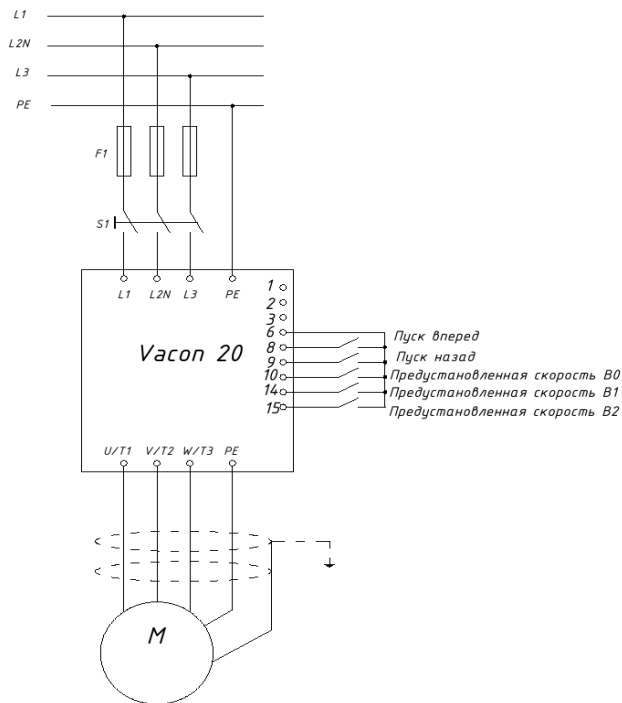 L1
L2N
L3
PE
F1
S1
L1 L2N L3 PE
Vacon 20
1
2
3
6
8 Пуск вперед
9 Пуск назад
10 Предустановленная скорость B0
14 Предустановленная скорость B1
15 Предустановленная скорость B2
U/T1 V/T2 W/T3 PE
M